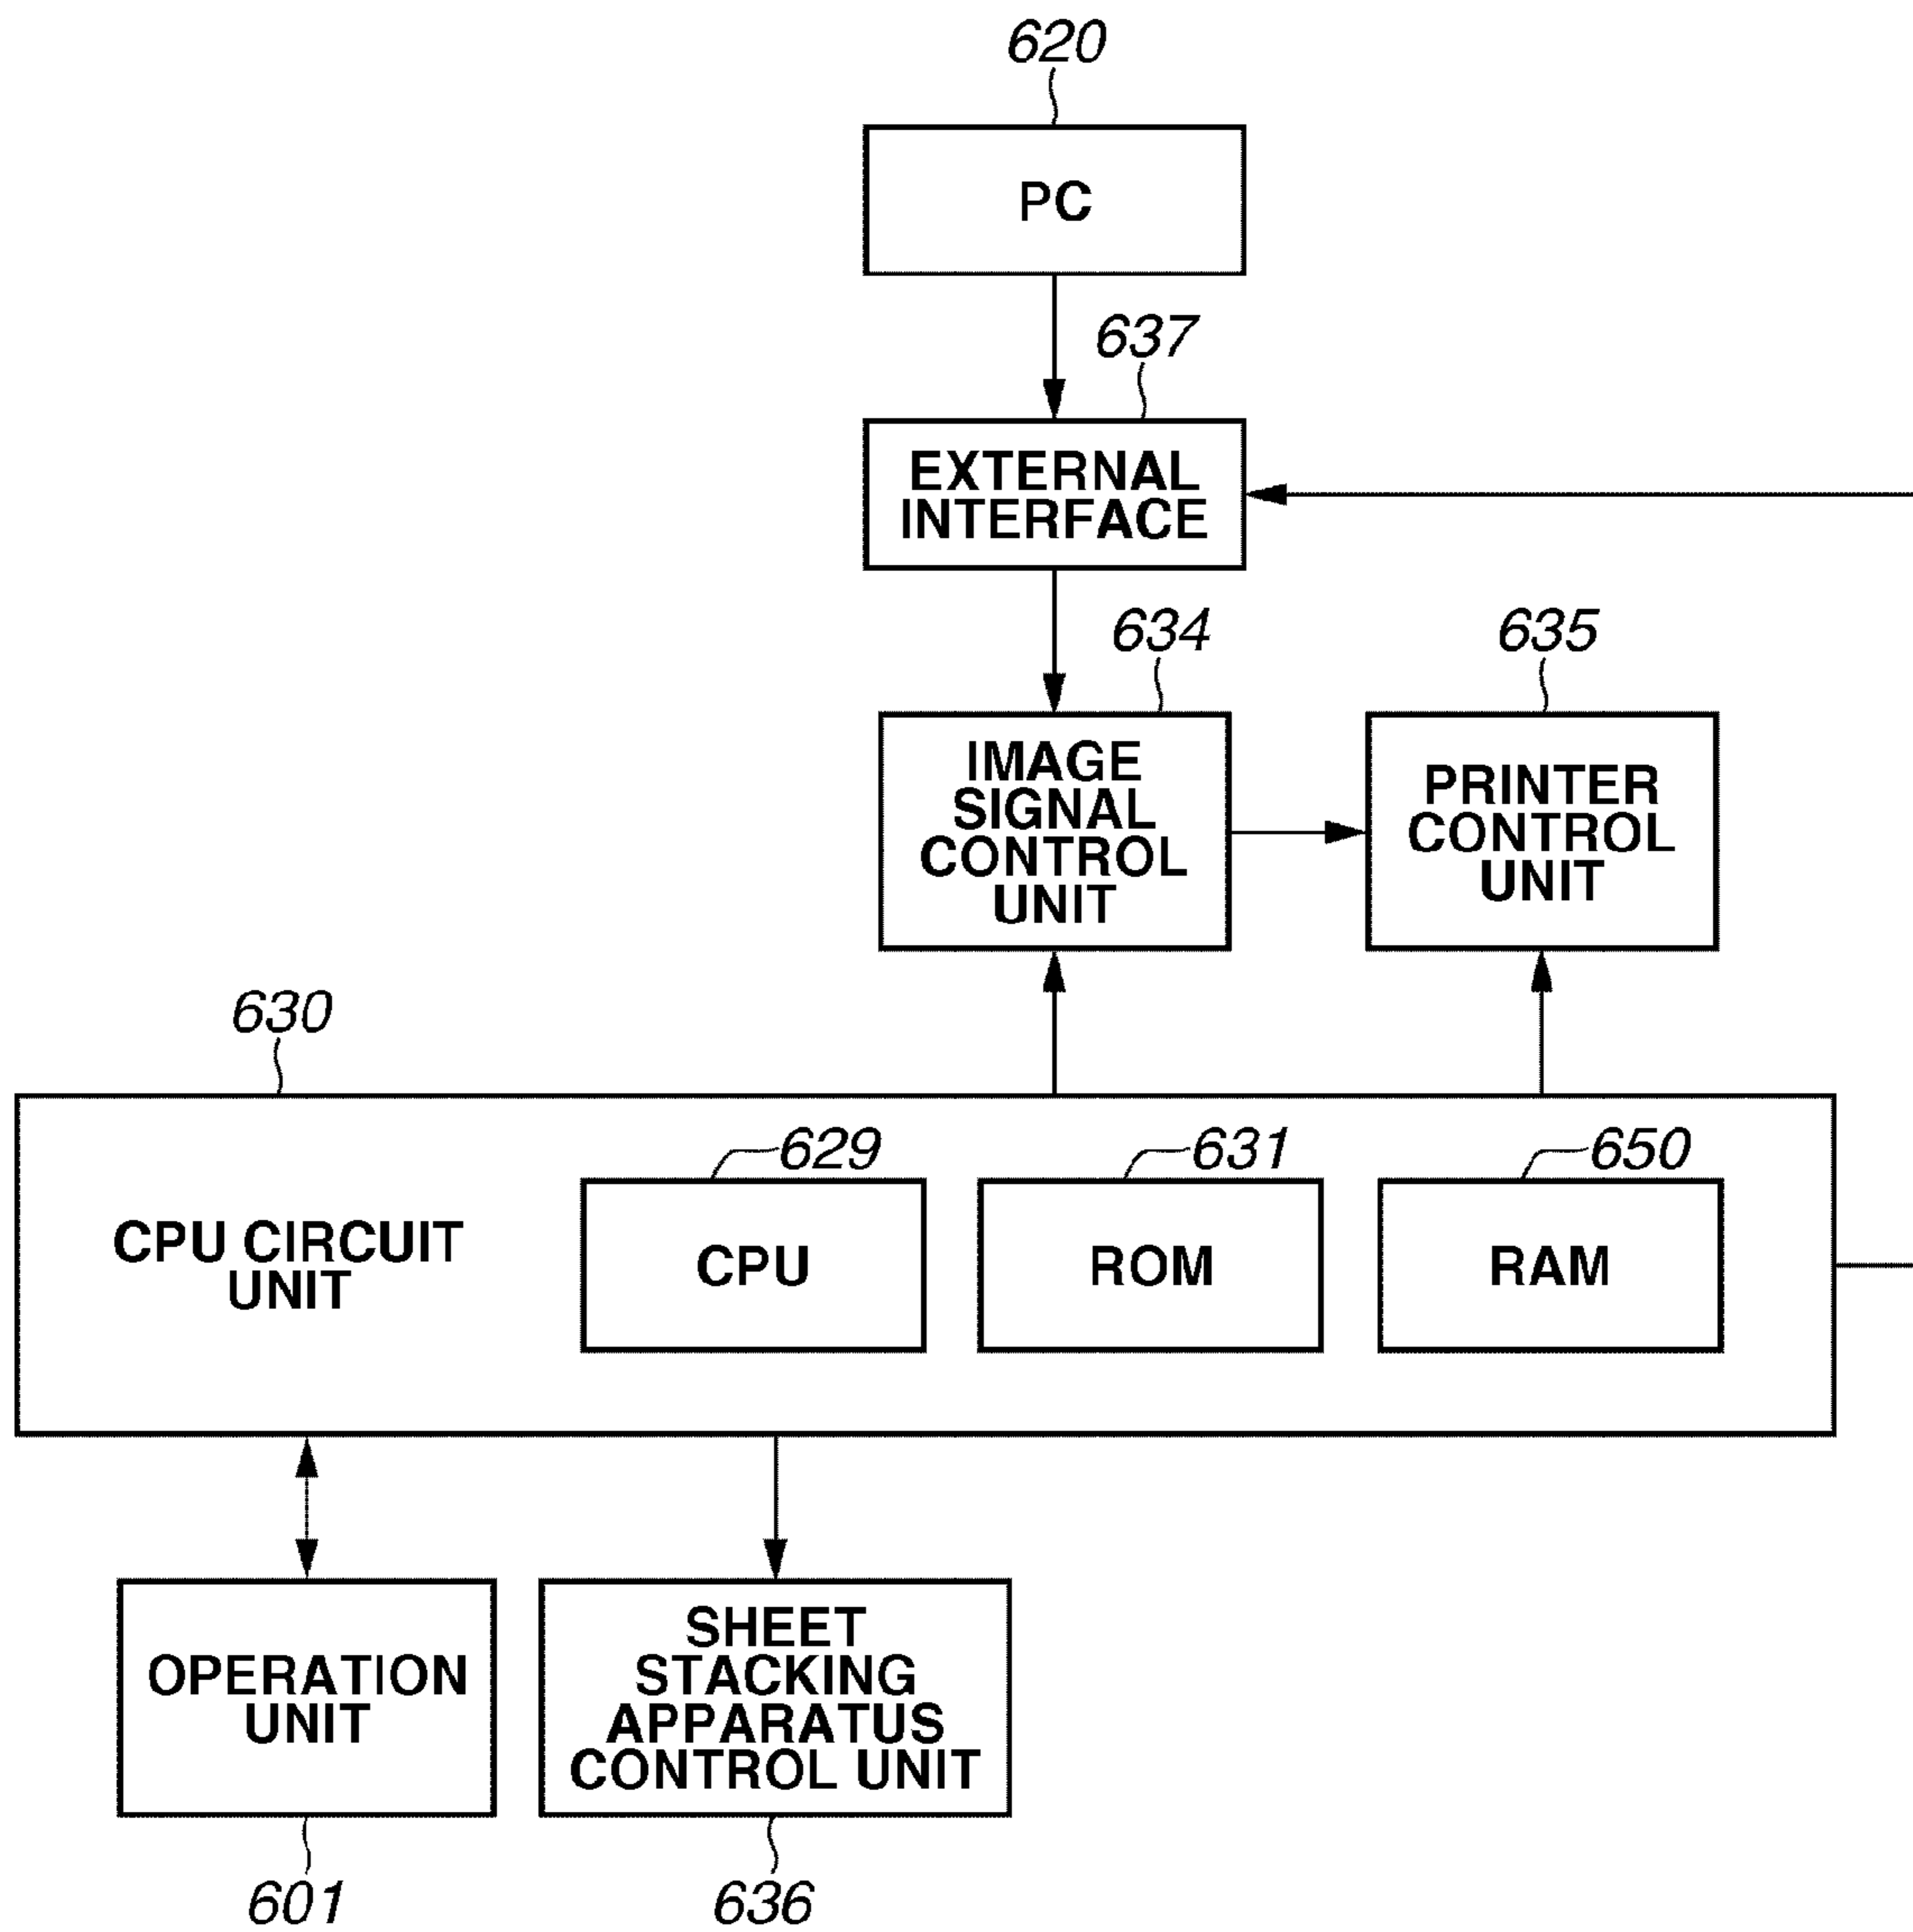 620
PC
637
EXTERNAL
INTERFACE
634
635
IMAGE
SIGNAL
CONTROL
UNIT
PRINTER
CONTROL
UNIT
630
629
631
650
CPU CIRCUIT
UNIT
CPU
ROM
RAM
OPERATION
UNIT
SHEET
STACKING
APPARATUS
CONTROL UNIT
601
636